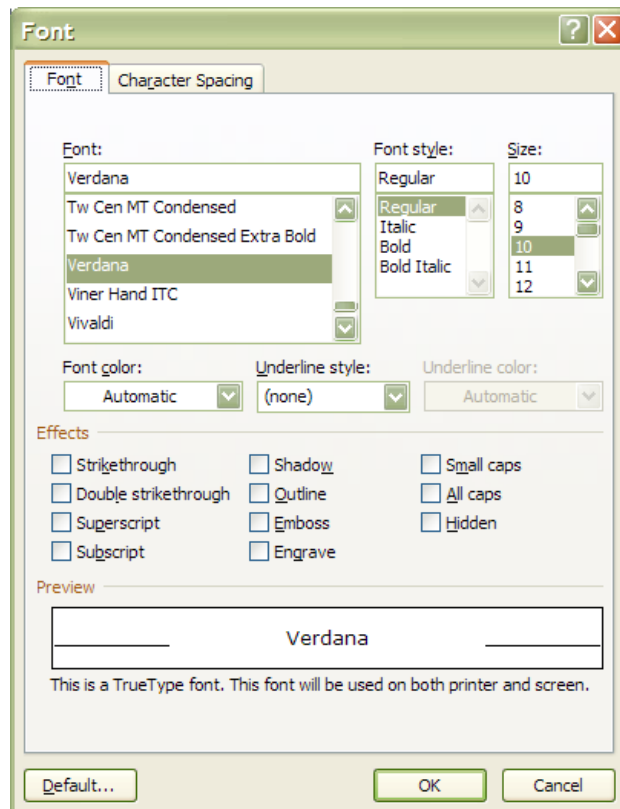 Font
Font Character Spacing
Font: Font style: Size:
Verdana Regular 10
Tw Cen MT Condensed Regular 8
Tw Cen MT Condensed Extra Bold Italic 9
Verdana Bold 10
Viner Hand ITC Bold Italic 11
Vivaldi 12
Font color: Underline style: Underline color:
Automatic (none) Automatic
Effects
Strikethrough Shadow Small caps
Double strikethrough Outline All caps
Superscript Emboss Hidden
Subscript Engrave
Preview
Verdana
This is a TrueType font. This font will be used on both printer and screen.
Default... OK Cancel